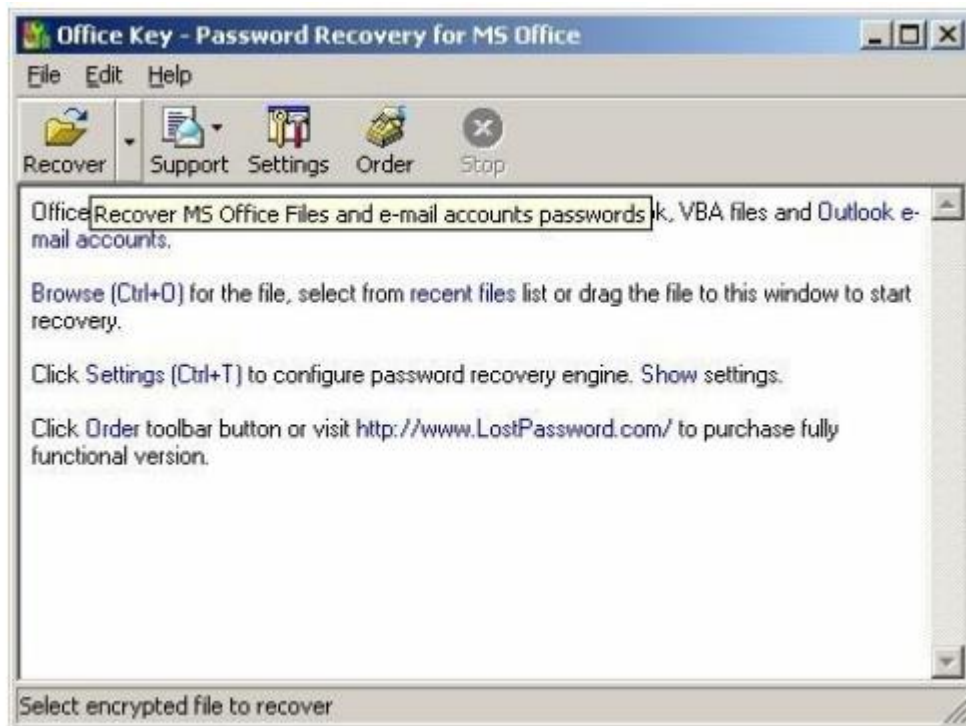 Office Key - Password Recovery for MS Office
File Edit Help
Recover Support Settings Order Stop
Office Recover MS Office Files and e-mail accounts passwords k, VBA files and Outlook e-
mail accounts.
Browse (Ctrl+O) for the file, select from recent files list or drag the file to this window to start
recovery.
Click Settings (Ctrl+T) to configure password recovery engine. Show settings.
Click Order toolbar button or visit http://www.LostPassword.com/ to purchase fully
functional version.
Select encrypted file to recover